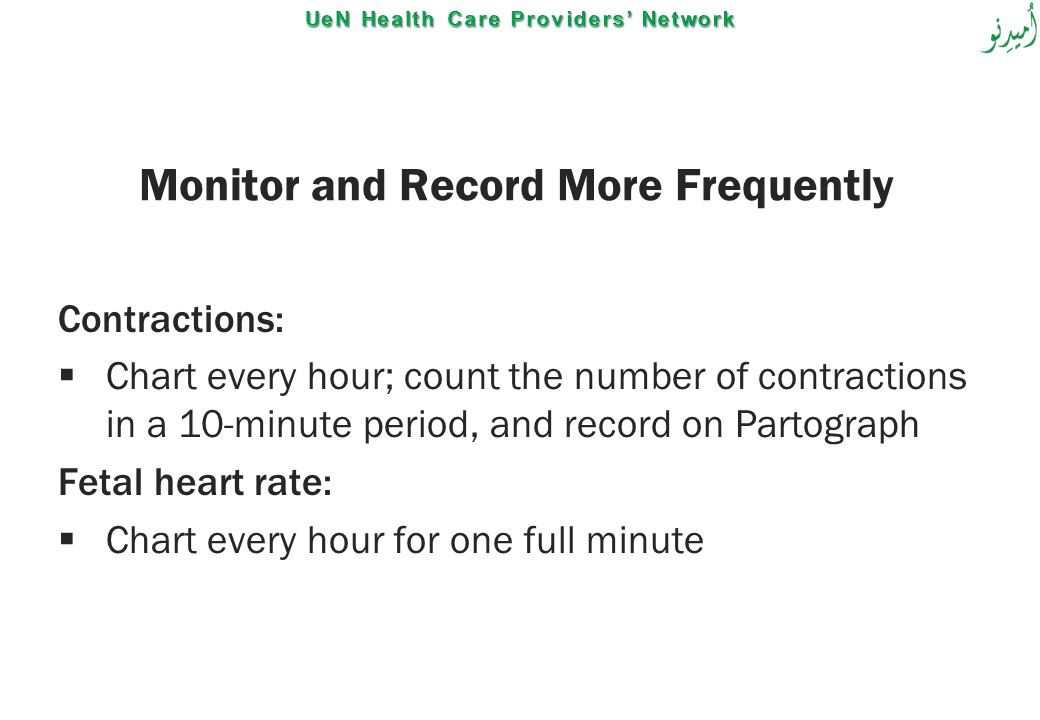 UeN Health Care Providers’ Network
اُمیدِنو
Monitor and Record More Frequently
Contractions:
▪ Chart every hour; count the number of contractions
in a 10-minute period, and record on Partograph
Fetal heart rate:
▪ Chart every hour for one full minute